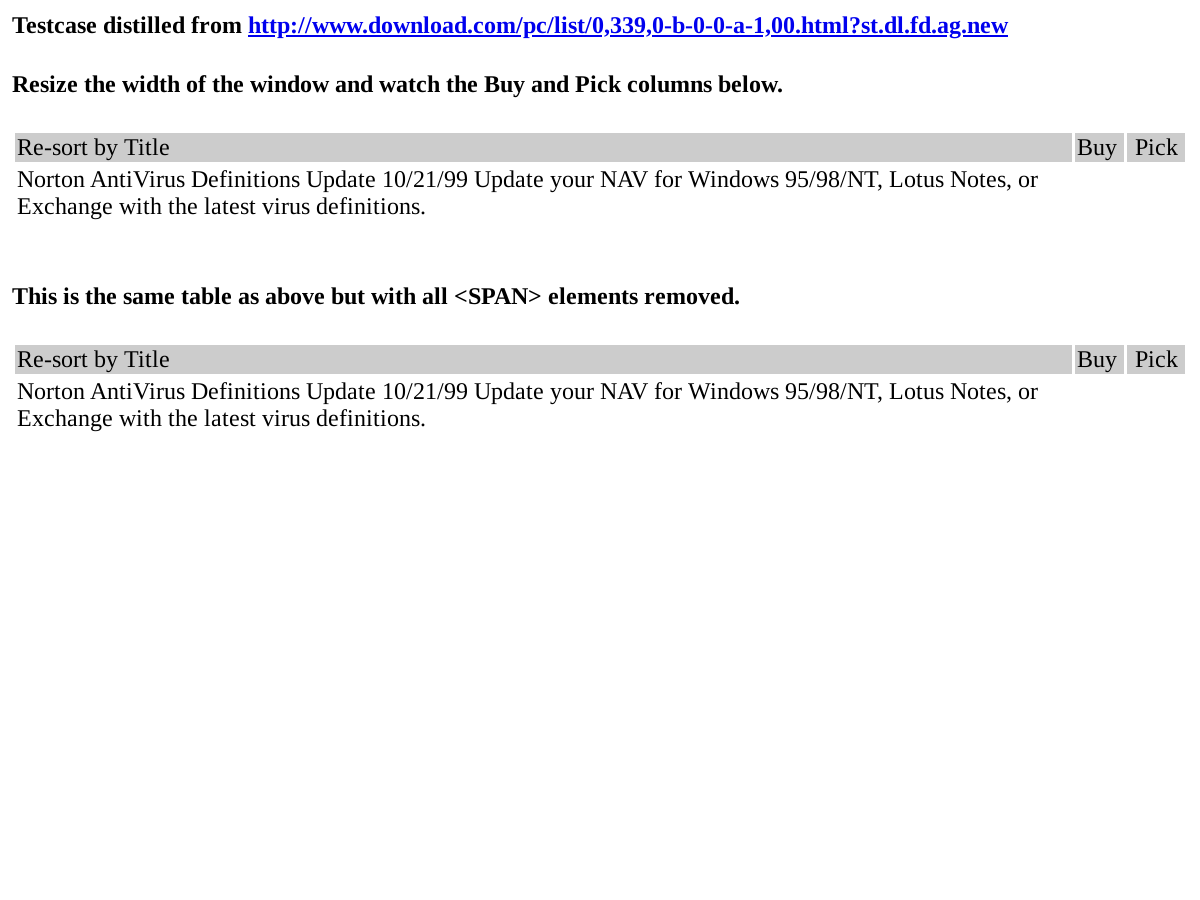 Testcase distilled from http://www.download.com/pc/list/0,339,0-b-0-0-a-1,00.html?st.dl.fd.ag.new
Resize the width of the window and watch the Buy and Pick columns below.
Re-sort by Title Buy Pick
Norton AntiVirus Definitions Update 10/21/99 Update your NAV for Windows 95/98/NT, Lotus Notes, or
Exchange with the latest virus definitions.
This is the same table as above but with all <SPAN> elements removed.
Re-sort by Title Buy Pick
Norton AntiVirus Definitions Update 10/21/99 Update your NAV for Windows 95/98/NT, Lotus Notes, or
Exchange with the latest virus definitions.